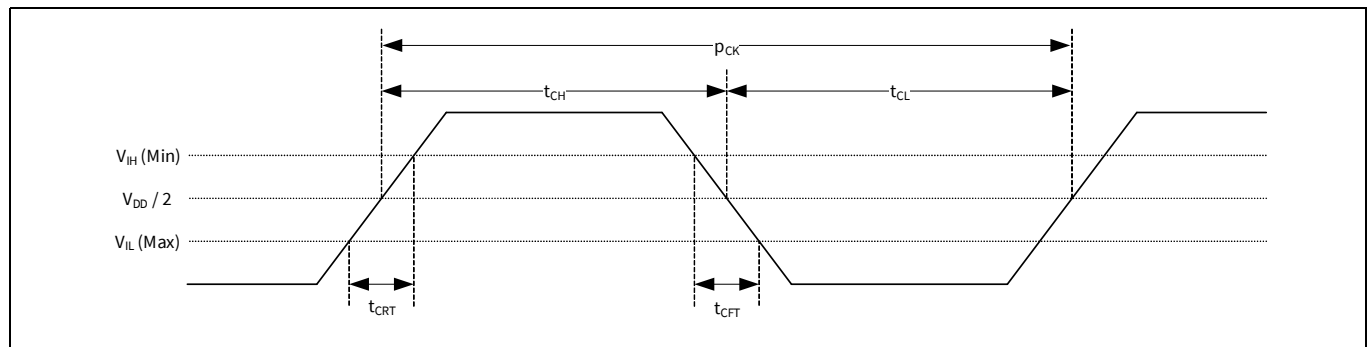 pCK
tCH tCL
VIH (Min)
VDD / 2
VIL (Max)
tCRT tCFT